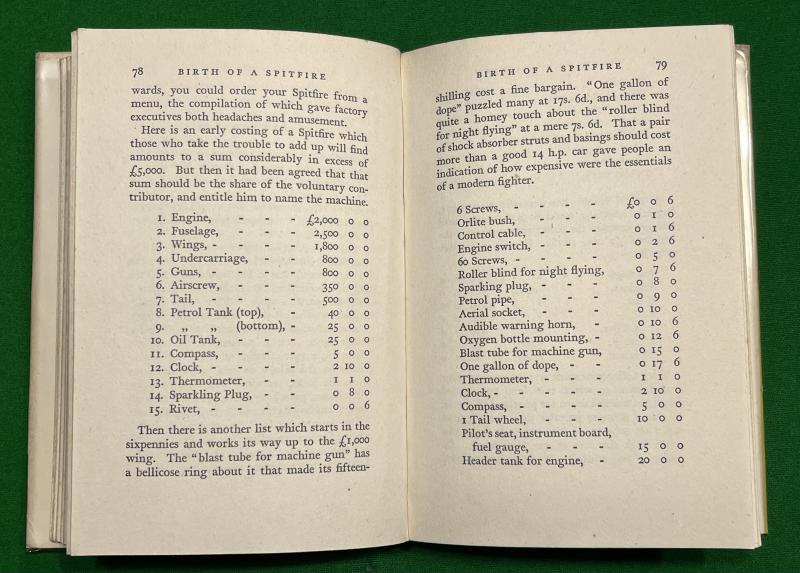 78 BIRTH OF A SPITFIRE
wards, you could order your Spitfire from a
menu, the compilation of which gave factory
executives both headaches and amusement.
Here is an early costing of a Spitfire which
those who take the trouble to add up will find
amounts to a sum considerably in excess of
£5,000. But then it had been agreed that that
sum should be the share of the voluntary con-
tributor, and entitle him to name the machine.
1. Engine, - - - £2,000 0 0
2. Fuselage, - - - 2,500 0 0
3. Wings, - - - 1,800 0 0
4. Undercarriage, - - 800 0 0
5. Guns, - - - 800 0 0
6. Airscrew, - - - 350 0 0
7. Tail, - - - 500 0 0
8. Petrol Tank (top), - 40 0 0
9. „ „ (bottom), - 25 0 0
10. Oil Tank, - - 25 0 0
11. Compass, - - - 5 0 0
12. Clock, - - - 2 10 0
13. Thermometer, - - 1 1 0
14. Sparkling Plug, - - 0 8 0
15. Rivet, - - - 0 0 6
Then there is another list which starts in the
sixpennies and works its way up to the £1,000
wing. The "blast tube for machine gun" has
a bellicose ring about it that made its fifteen-
BIRTH OF A SPITFIRE 79
shilling cost a fine bargain. "One gallon of
dope" puzzled many at 17s. 6d., and there was
quite a homey touch about the "roller blind
for night flying" at a mere 7s. 6d. That a pair
of shock absorber struts and basings should cost
more than a good 14 h.p. car gave people an
indication of how expensive were the essentials
of a modern fighter.
6 Screws, - - - - £0 0 6
Orlite bush, - - - 0 1 0
Control cable, - - - 0 1 6
Engine switch, - - - 0 2 6
60 Screws, - - - - 0 5 0
Roller blind for night flying, 0 7 6
Sparking plug, - - - 0 8 0
Petrol pipe, - - - 0 9 0
Aerial socket, - - - 0 10 0
Audible warning horn, - 0 10 6
Oxygen bottle mounting, - 0 12 6
Blast tube for machine gun, 0 15 0
One gallon of dope, - - 0 17 6
Thermometer, - - - 1 1 0
Clock, - - - - 2 10 0
Compass, - - - - 5 0 0
1 Tail wheel, - - - 10 0 0
Pilot's seat, instrument board,
fuel gauge, - - - 15 0 0
Header tank for engine, - 20 0 0